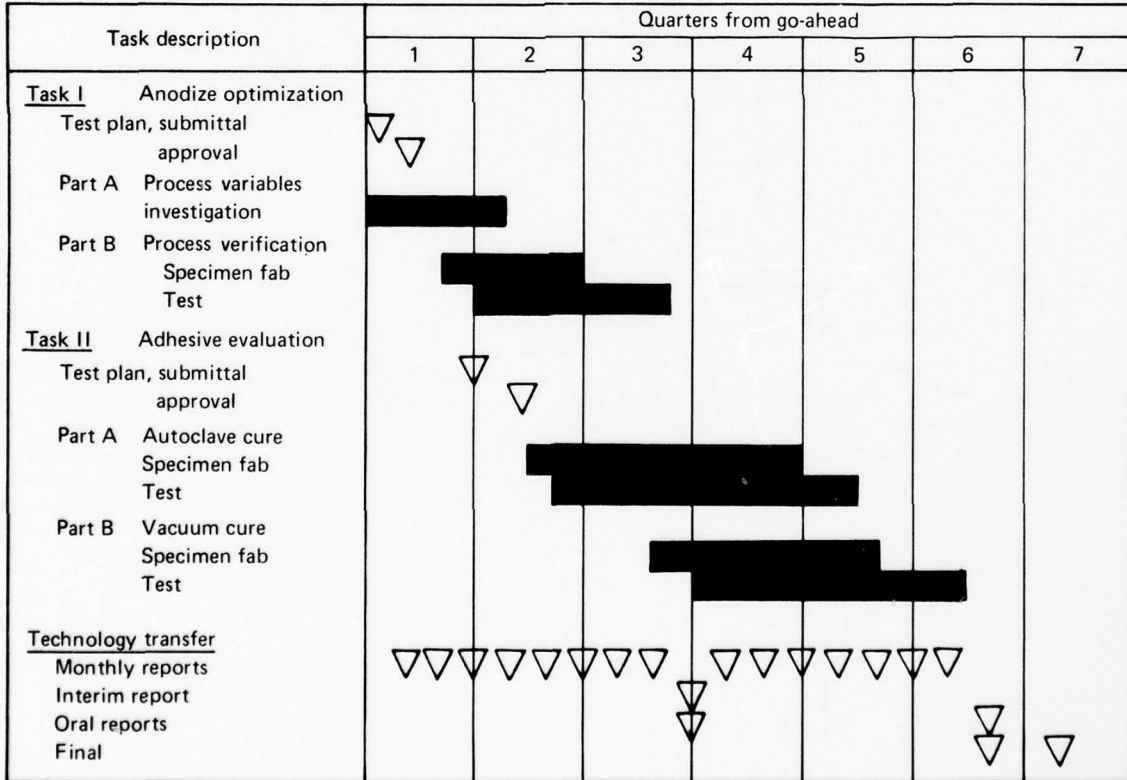 Task description
Quarters from go-ahead
1 2 3 4 5 6 7
Task I Anodize optimization
Test plan, submittal
approval
Part A Process variables
investigation
Part B Process verification
Specimen fab
Test
Task II Adhesive evaluation
Test plan, submittal
approval
Part A Autoclave cure
Specimen fab
Test
Part B Vacuum cure
Specimen fab
Test
Technology transfer
Monthly reports
Interim report
Oral reports
Final